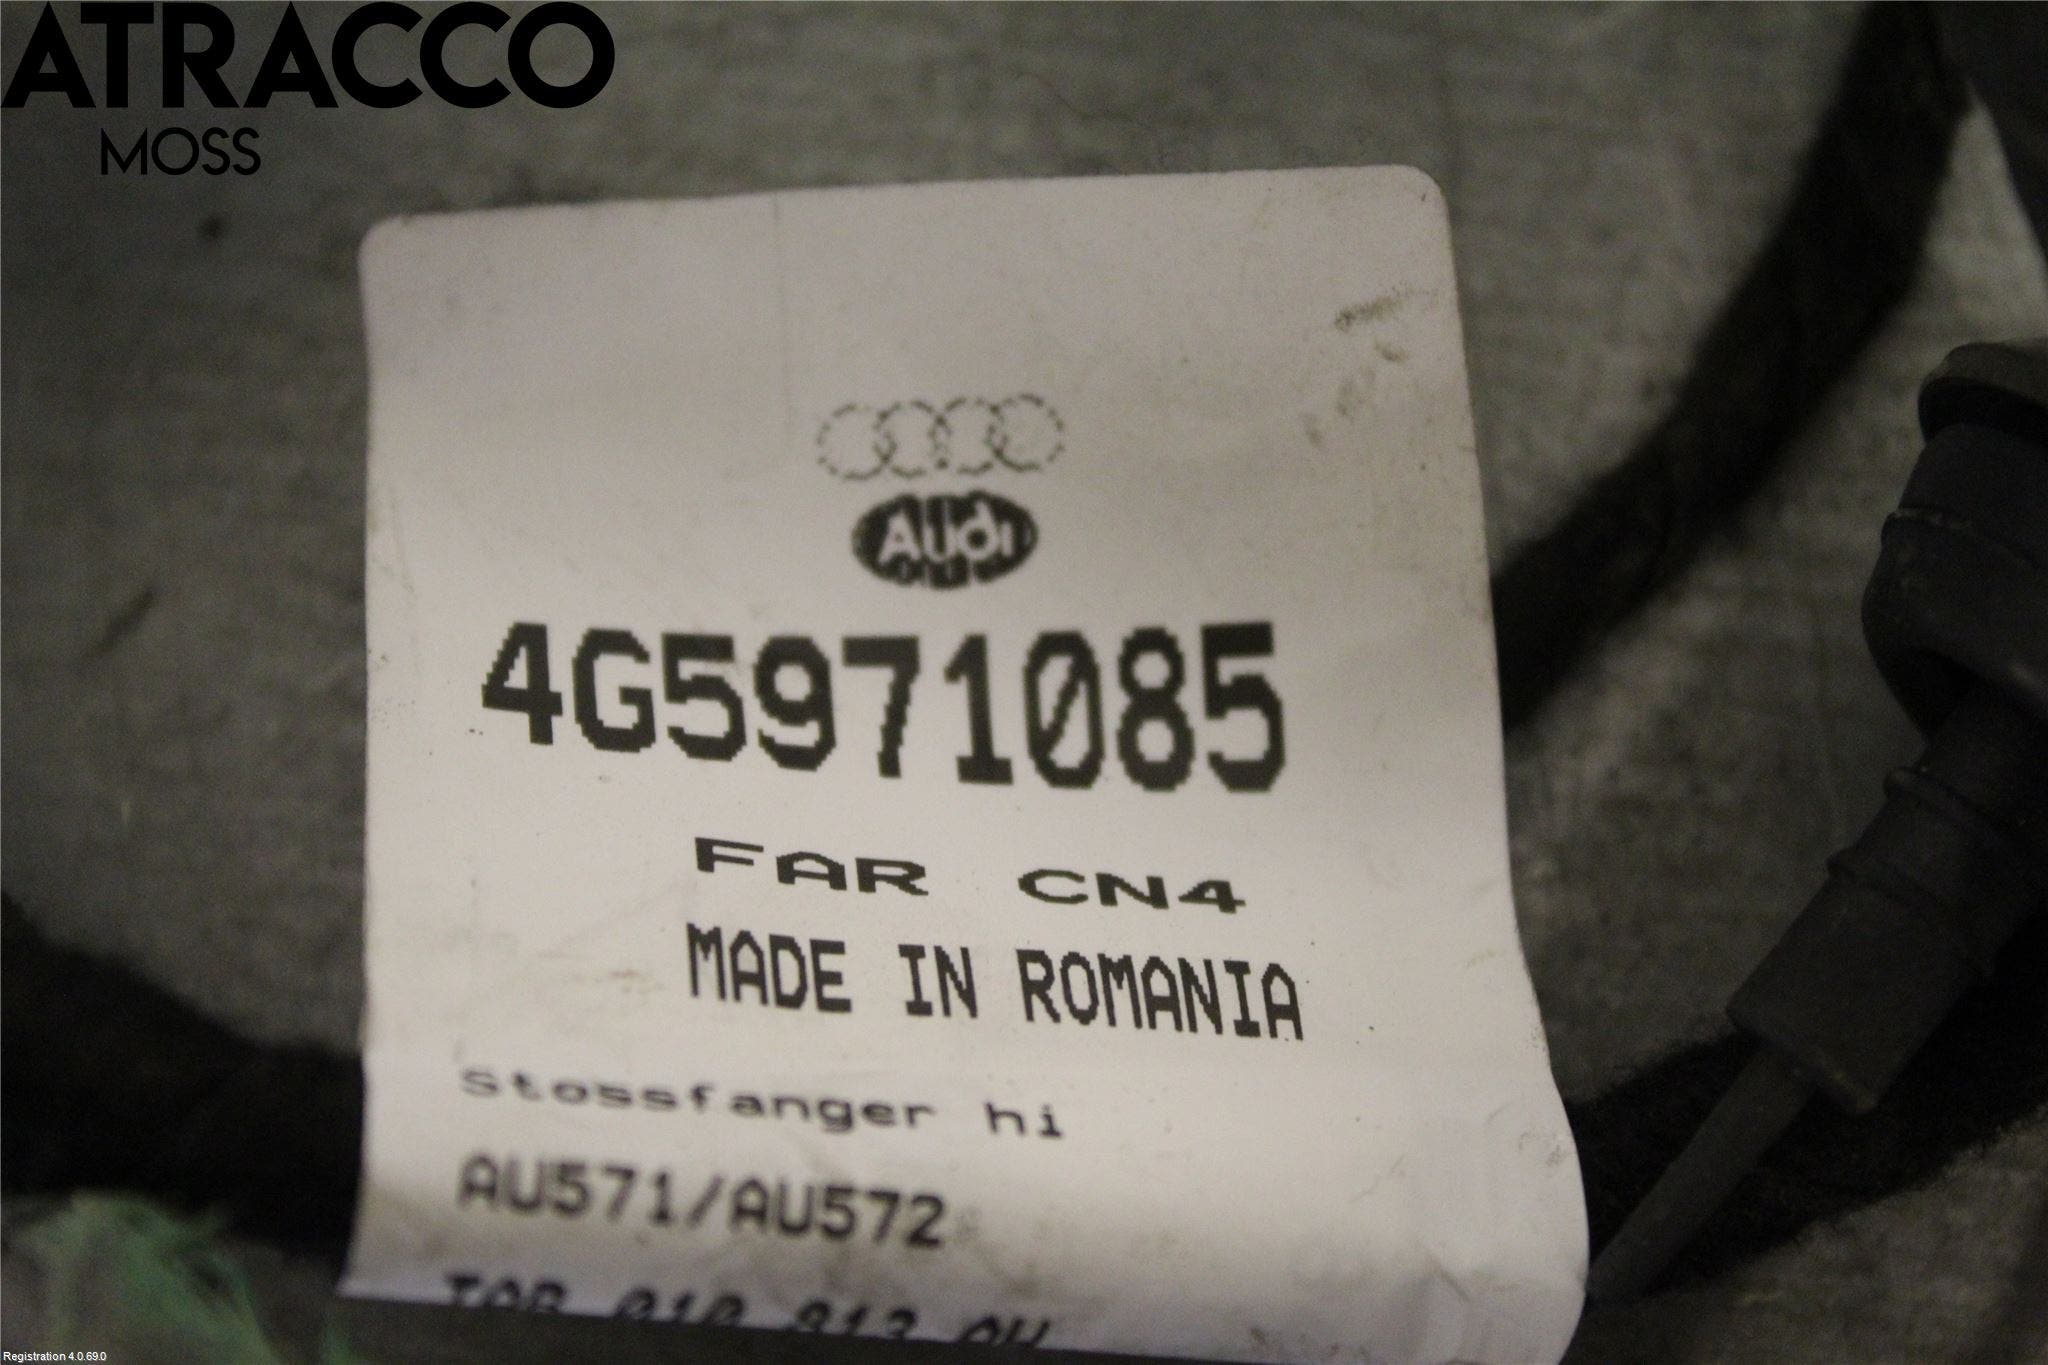 ATRACCO
MOSS
Audi
4G5971085
FAR CN4
MADE IN ROMANIA
Stossfanger hi
AU571/AU572
Registration 4.0.69.0